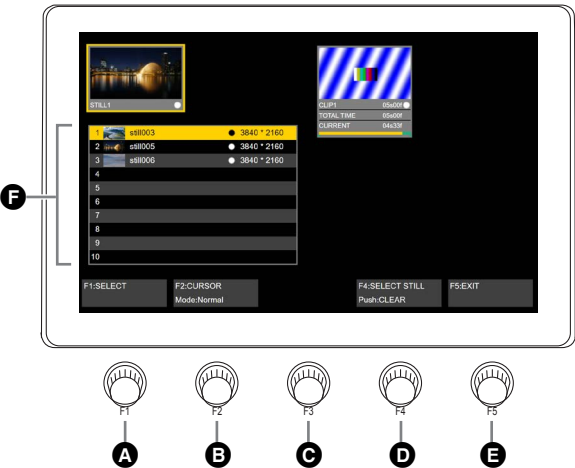 STILL1
CLIP1 05s00f
TOTAL TIME 05s00f
CURRENT 04s33f
1 still003 3840 * 2160
2 still005 3840 * 2160
3 still006 3840 * 2160
4
5
6
7
8
9
10
F
F1:SELECT
F2:CURSOR
Mode:Normal
F4:SELECT STILL
Push:CLEAR
F5:EXIT
F1 F2 F3 F4 F5
A B C D E